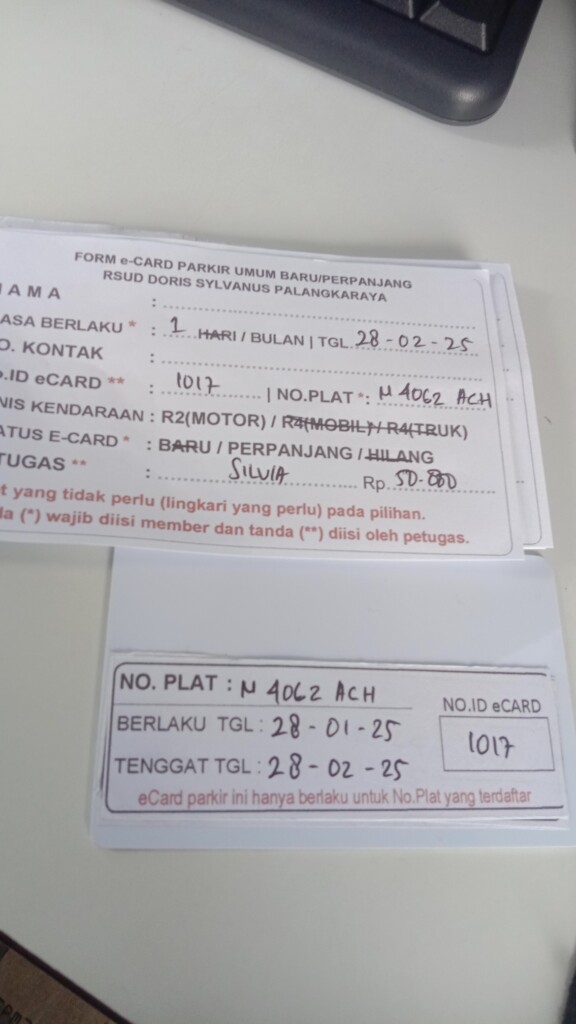 FORM e-CARD PARKIR UMUM BARU/PERPANJANG
RSUD DORIS SYLVANUS PALANGKARAYA
AMA : 
ASA BERLAKU * : 1 HARI / BULAN | TGL. 28-02-25
O. KONTAK :
.ID eCARD ** : 1017 | NO.PLAT *: N 4062 ACH
NIS KENDARAAN : R2(MOTOR) / R4(MOBIL) / R4(TRUK)
ATUS E-CARD * : BARU / PERPANJANG / HILANG
TUGAS ** : SILVIA Rp. 50.000
t yang tidak perlu (lingkari yang perlu) pada pilihan.
da (*) wajib diisi member dan tanda (**) diisi oleh petugas.
NO. PLAT : N 4062 ACH
NO.ID eCARD
BERLAKU TGL : 28-01-25
1017
TENGGAT TGL : 28-02-25
eCard parkir ini hanya berlaku untuk No.Plat yang terdaftar